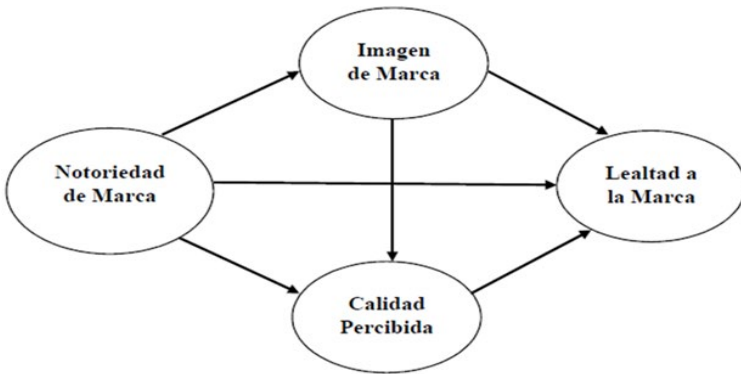 Imagen
de Marca
Notoriedad
de Marca
Lealtad a
la Marca
Calidad
Percibida